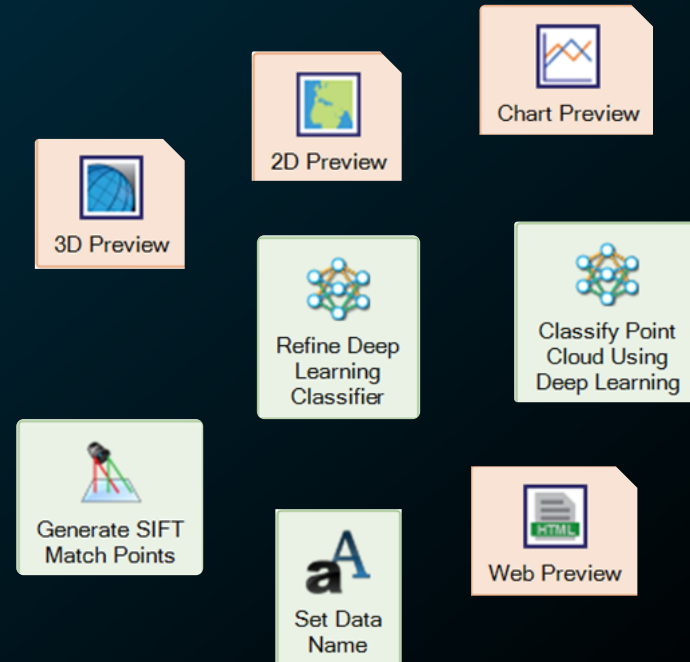 Chart Preview
2D Preview
3D Preview
Refine Deep
Learning
Classifier
Classify Point
Cloud Using
Deep Learning
Generate SIFT
Match Points
HTML
Web Preview
aA
Set Data
Name